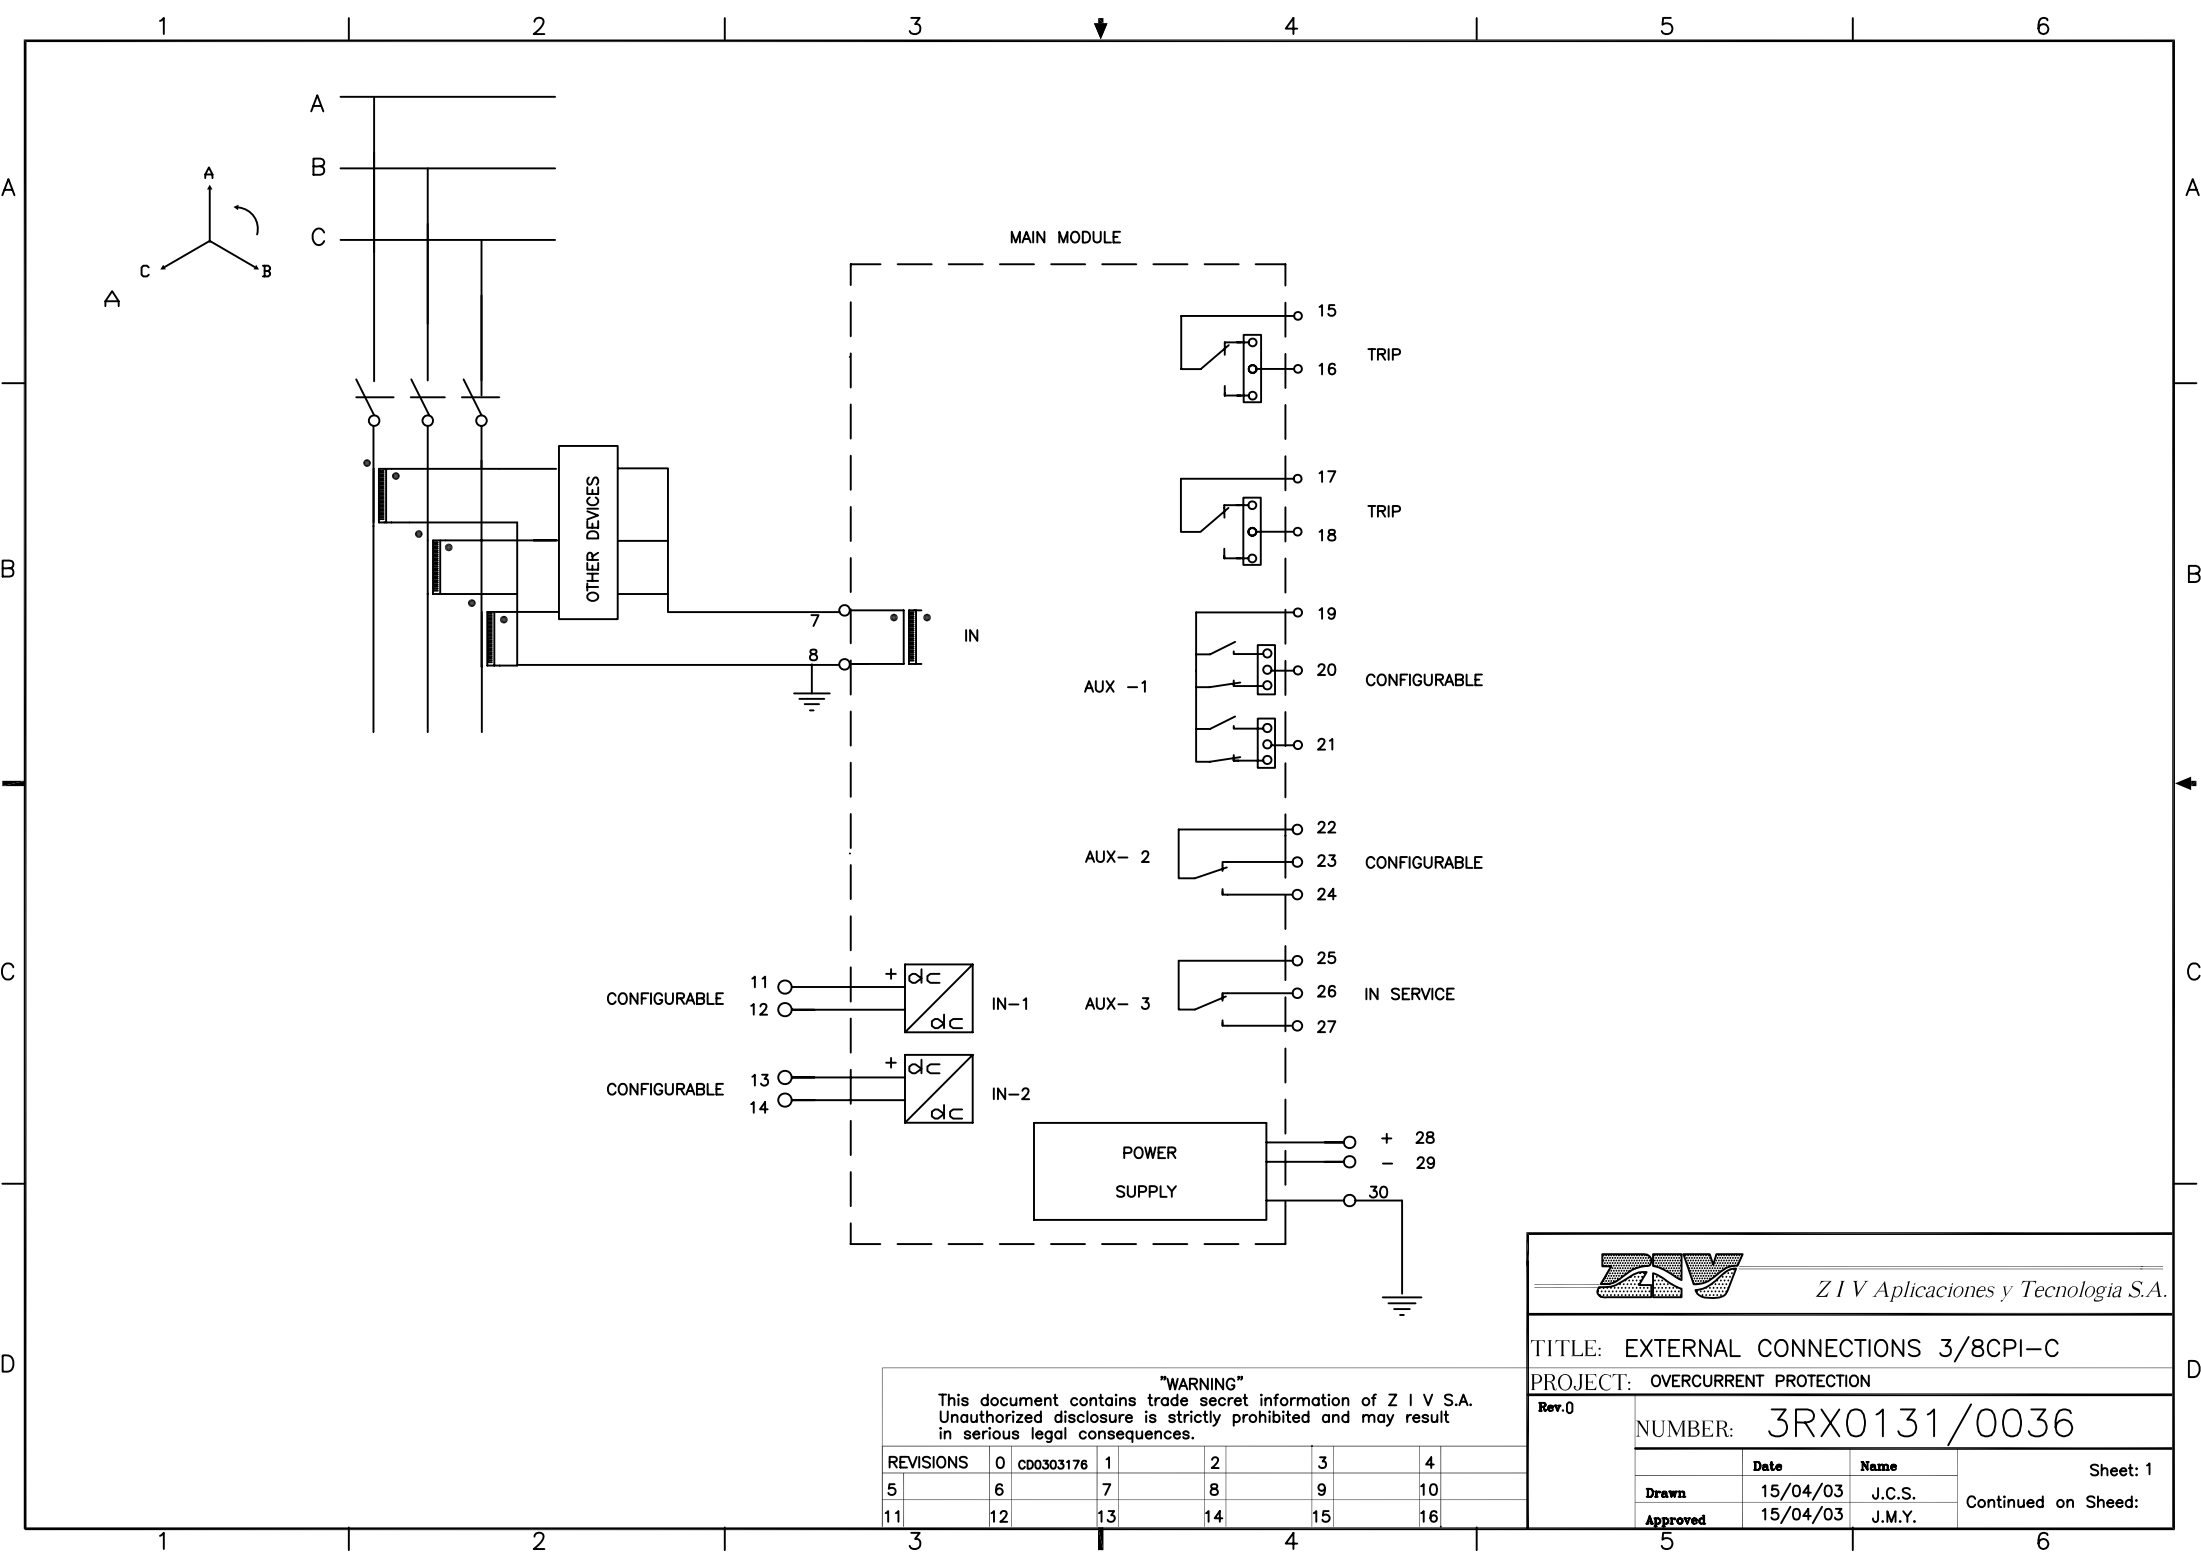 1 2 3 4 5 6
A
B
C
A
C B
A
A
A
MAIN MODULE
15
16
TRIP
17
18
TRIP
OTHER DEVICES
B
B
7
8
IN
19
20
21
AUX -1
CONFIGURABLE
22
23
24
AUX- 2
CONFIGURABLE
C
C
25
26
27
AUX- 3
IN SERVICE
CONFIGURABLE
11
12
+ dc
dc
IN-1
CONFIGURABLE
13
14
+ dc
dc
IN-2
POWER
SUPPLY
+ 28
- 29
30
D
D
ZIV
Z I V Aplicaciones y Tecnologia S.A.
TITLE: EXTERNAL CONNECTIONS 3/8CPI-C
PROJECT: OVERCURRENT PROTECTION
Rev.0
NUMBER: 3RX0131/0036
Date Name
Drawn 15/04/03 J.C.S.
Approved 15/04/03 J.M.Y.
Sheet: 1
Continued on Sheed:
"WARNING"
This document contains trade secret information of Z I V S.A.
Unauthorized disclosure is strictly prohibited and may result
in serious legal consequences.
REVISIONS 0 CD0303176 1 2 3 4
5 6 7 8 9 10
11 12 13 14 15 16
1 2 3 4 5 6